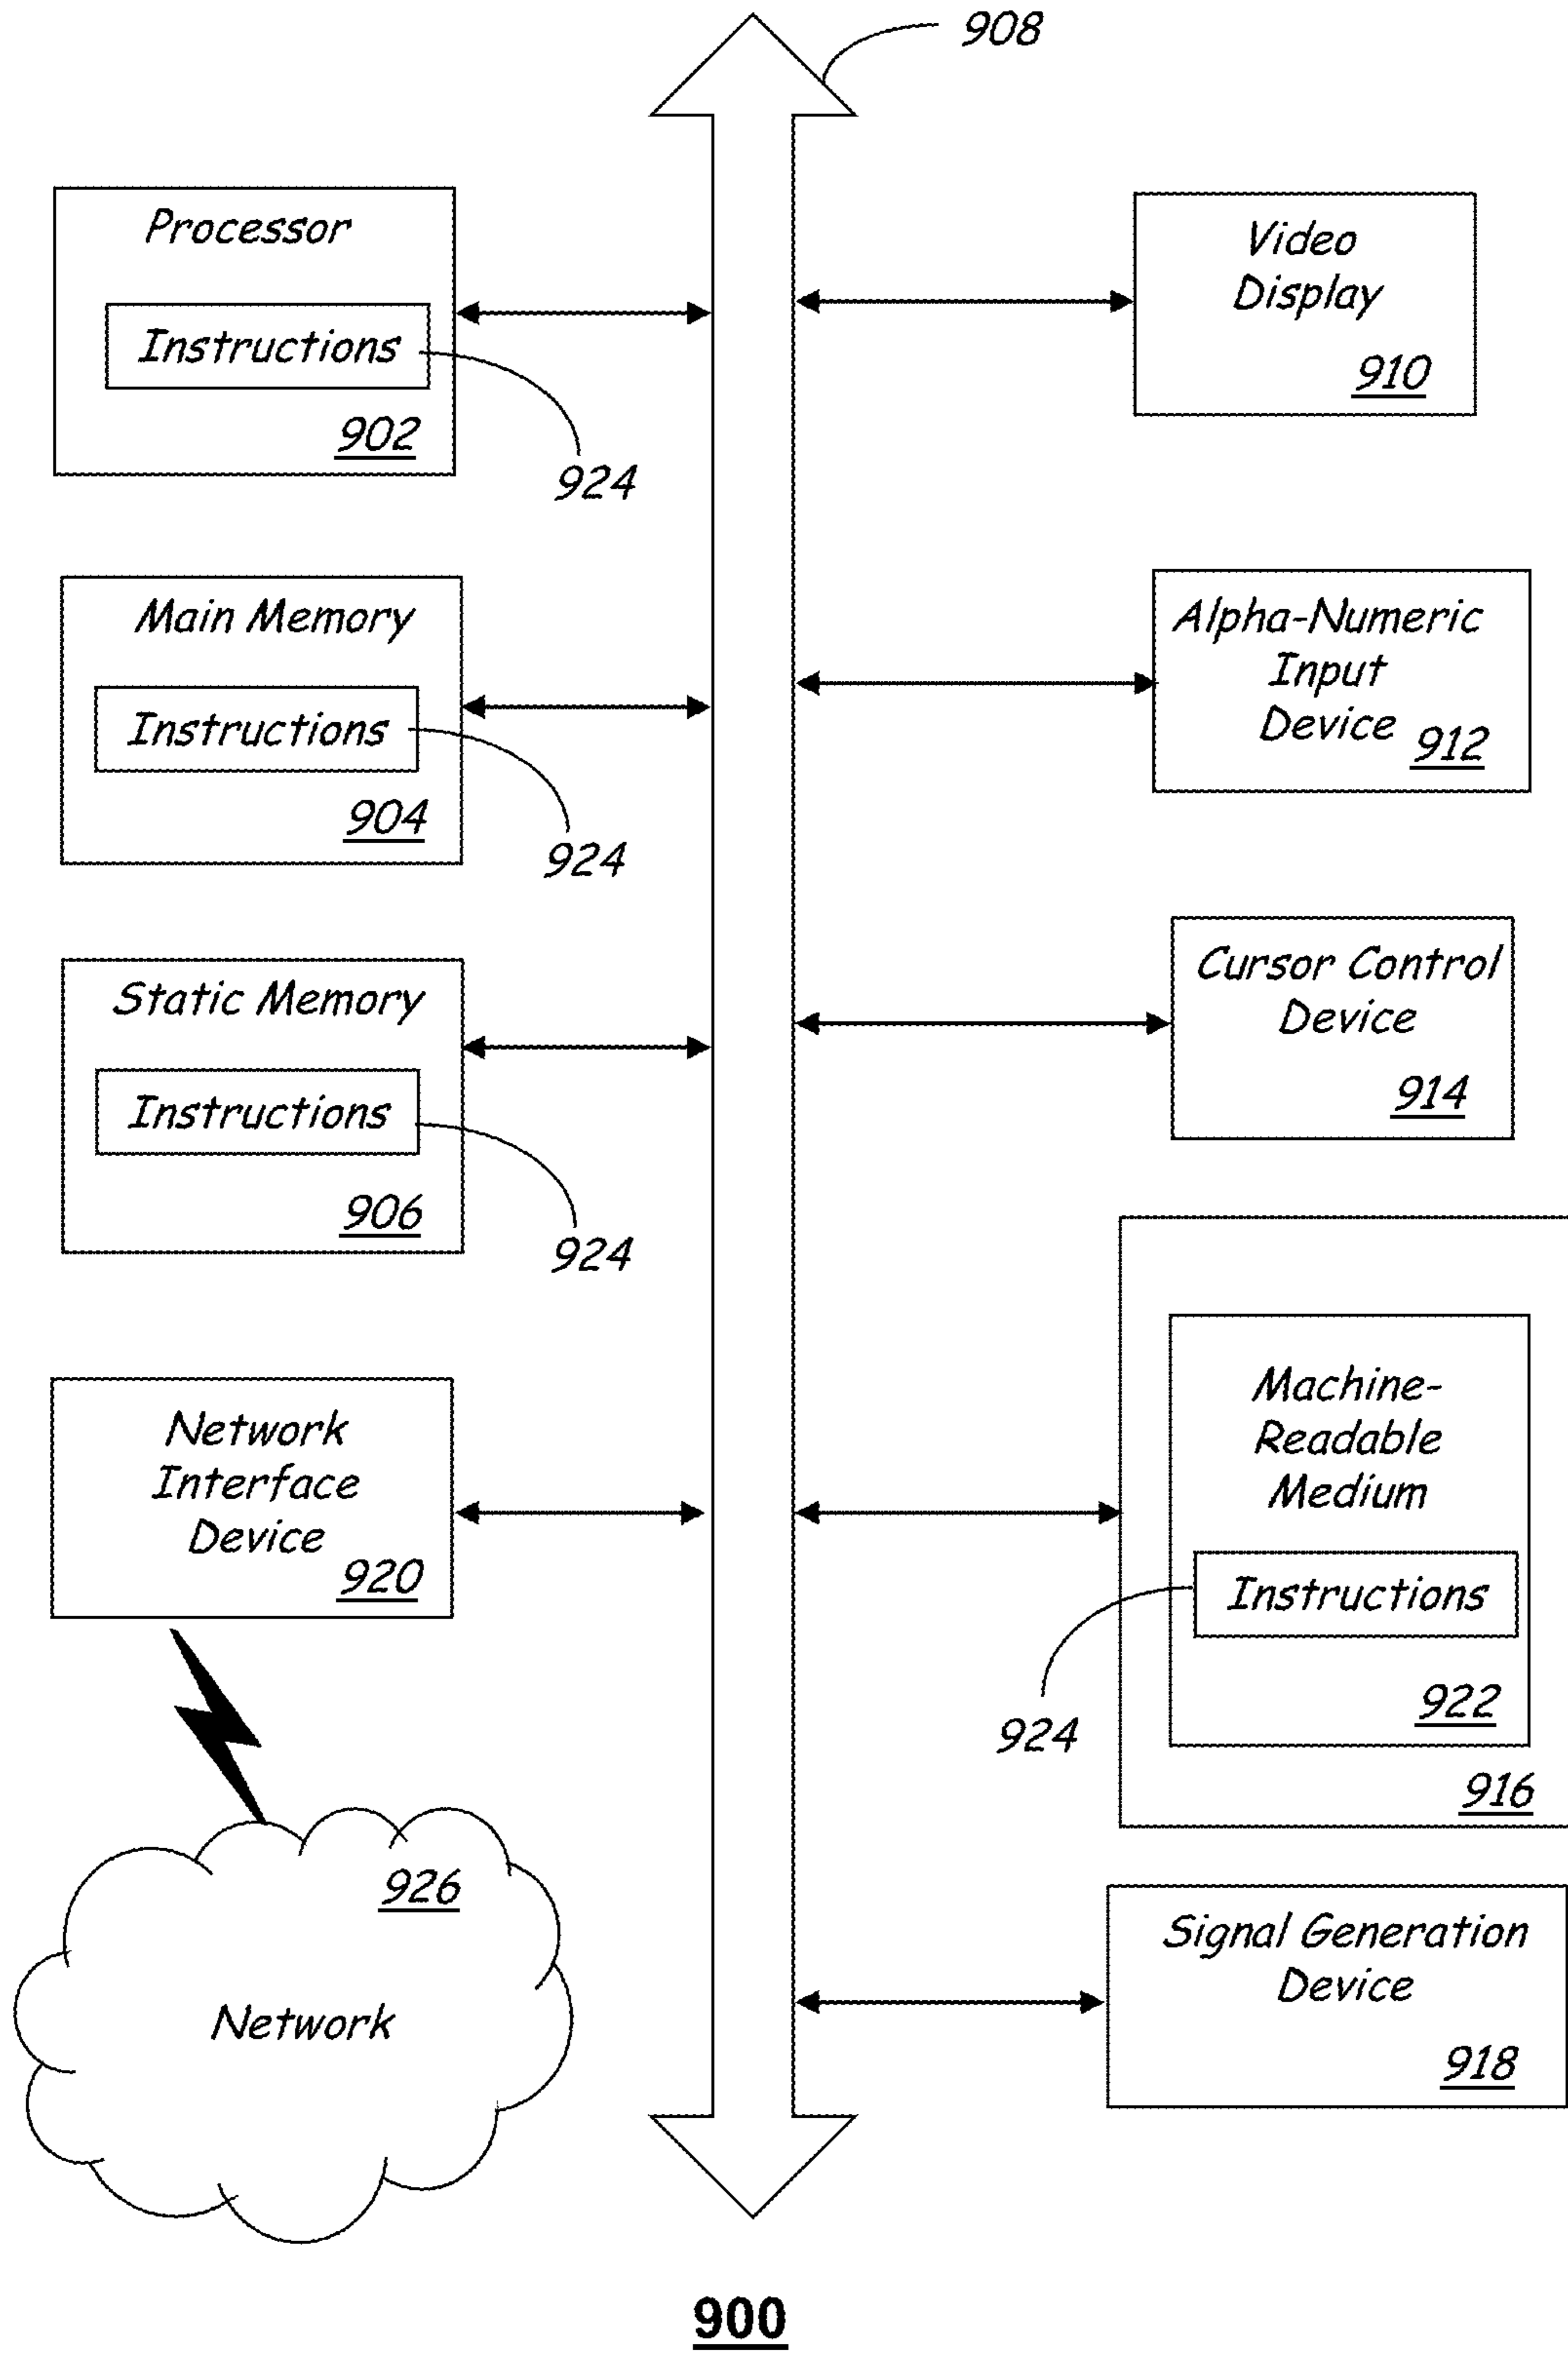 908
Processor
Instructions
902
924
Main Memory
Instructions
904
924
Static Memory
Instructions
906
924
Network
Interface
Device
920
926
Network
Video
Display
910
Alpha-Numeric
Input
Device
912
Cursor Control
Device
914
Machine-
Readable
Medium
Instructions
922
924
916
Signal Generation
Device
918
900